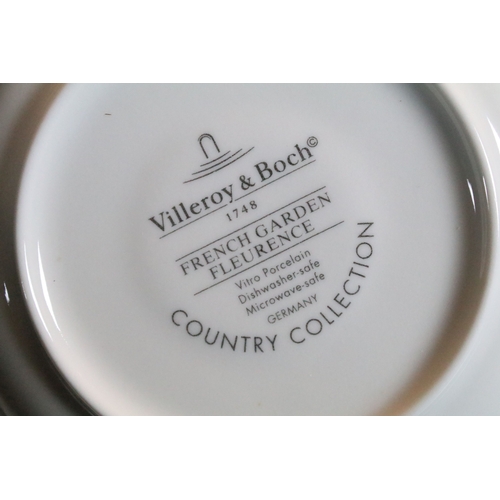 Villeroy & Boch©
1748
FRENCH GARDEN
FLEURENCE
Vitro Porcelain
Dishwasher-safe
Microwave-safe
GERMANY
COUNTRY COLLECTION